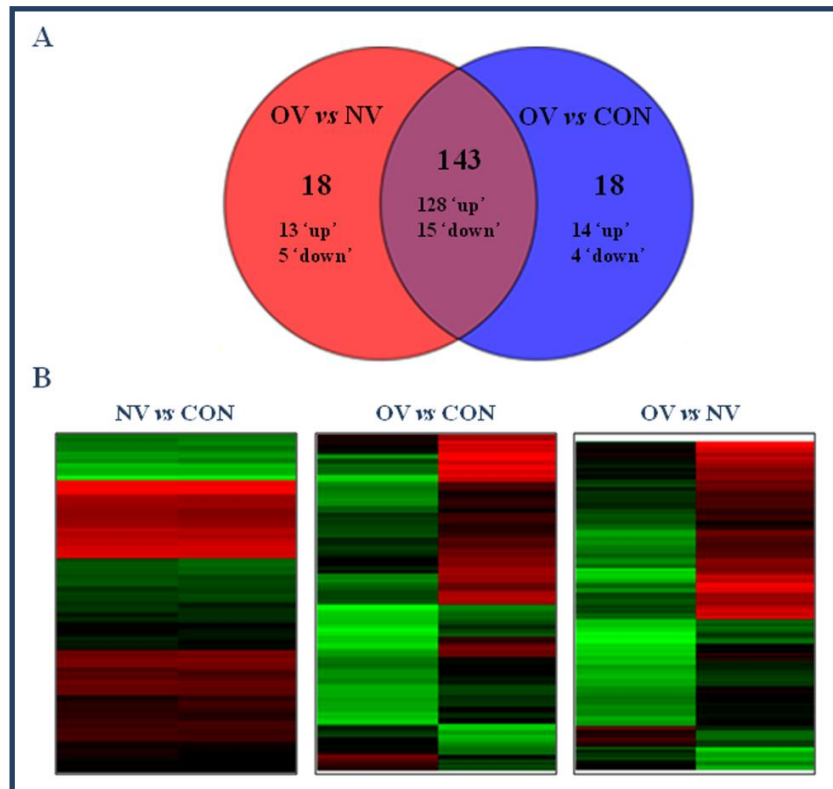 A
OV vs NV
OV vs CON
18
143
18
13 ‘up’
5 ‘down’
128 ‘up’
15 ‘down’
14 ‘up’
4 ‘down’
B
NV vs CON
OV vs CON
OV vs NV